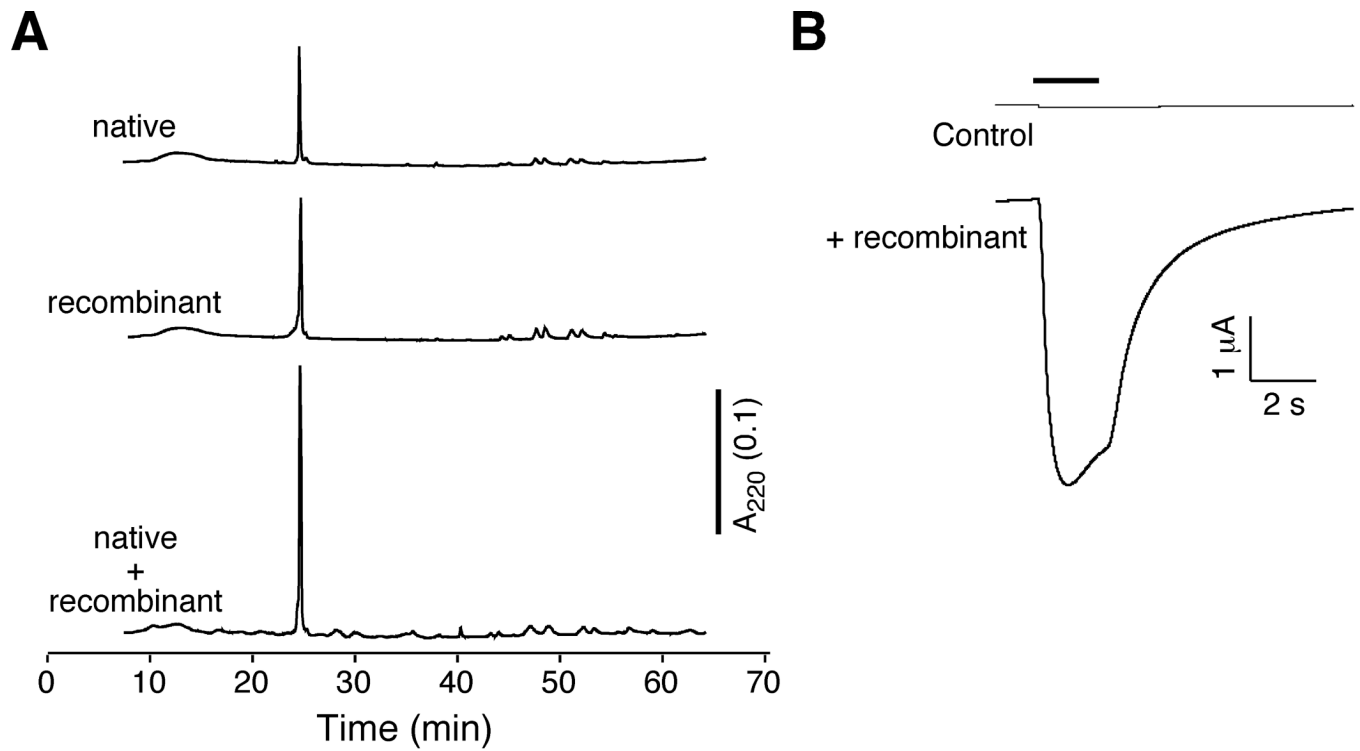 A
native
recombinant
native
+
recombinant
A220 (0.1)
0 10 20 30 40 50 60 70
Time (min)
B
Control
+ recombinant
1 μA
2 s